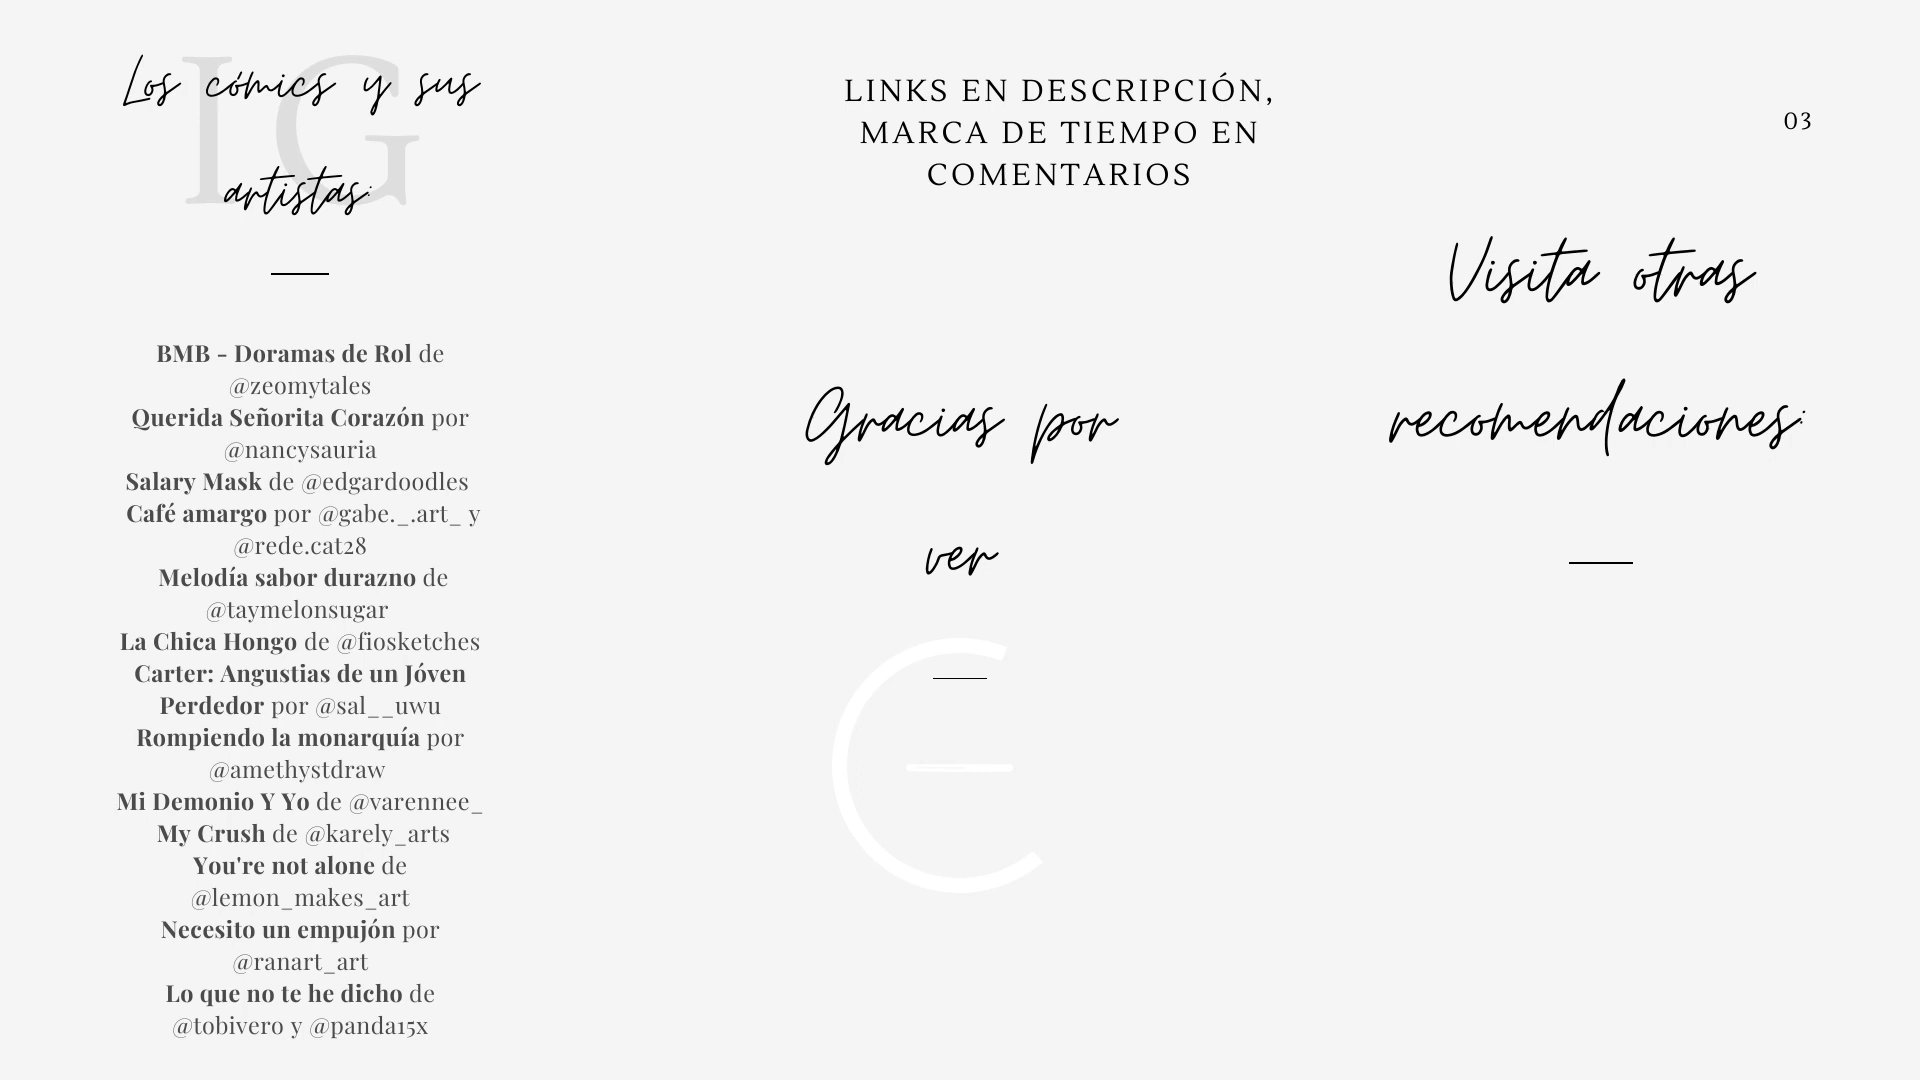 IG
Los cómics y sus
artistas:
BMB - Doramas de Rol de
@zeomytales
Querida Señorita Corazón por
@nancysauria
Salary Mask de @edgardoodles
Café amargo por @gabe._.art_ y
@rede.cat28
Melodía sabor durazno de
@taymelonsugar
La Chica Hongo de @fiosketches
Carter: Angustias de un Jóven
Perdedor por @sal__uwu
Rompiendo la monarquía por
@amethystdraw
Mi Demonio Y Yo de @varennee_
My Crush de @karely_arts
You're not alone de
@lemon_makes_art
Necesito un empujón por
@ranart_art
Lo que no te he dicho de
@tobivero y @panda15x
LINKS EN DESCRIPCIÓN,
MARCA DE TIEMPO EN
COMENTARIOS
Gracias por
ver
03
Visita otras
recomendaciones: